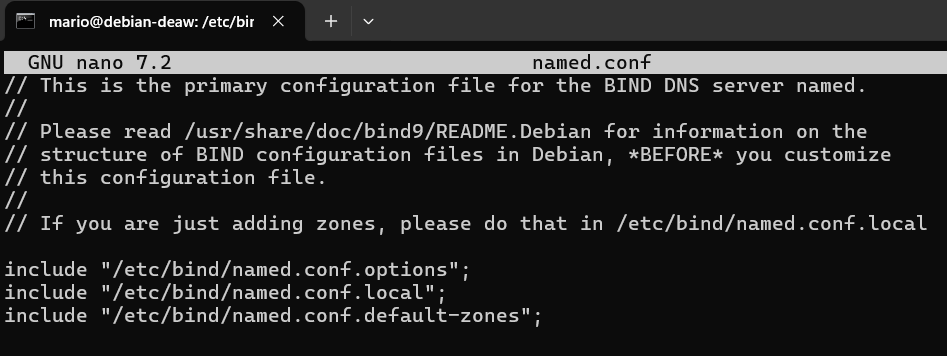 mario@debian-deaw: /etc/bir
GNU nano 7.2 named.conf
// This is the primary configuration file for the BIND DNS server named.
//
// Please read /usr/share/doc/bind9/README.Debian for information on the
// structure of BIND configuration files in Debian, *BEFORE* you customize
// this configuration file.
//
// If you are just adding zones, please do that in /etc/bind/named.conf.local
include "/etc/bind/named.conf.options";
include "/etc/bind/named.conf.local";
include "/etc/bind/named.conf.default-zones";